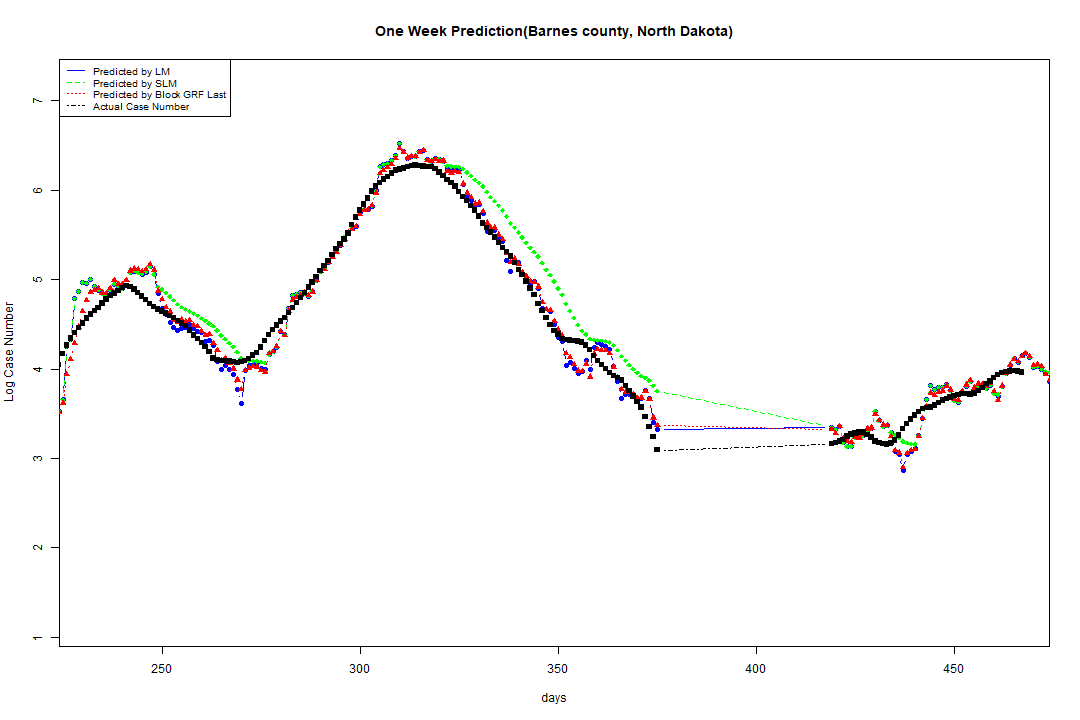 One Week Prediction(Barnes county, North Dakota)
Predicted by LM
Predicted by SLM
Predicted by Block GRF Last
Actual Case Number
7
6
5
4
3
2
1
Log Case Number
250 300 350 400 450
days